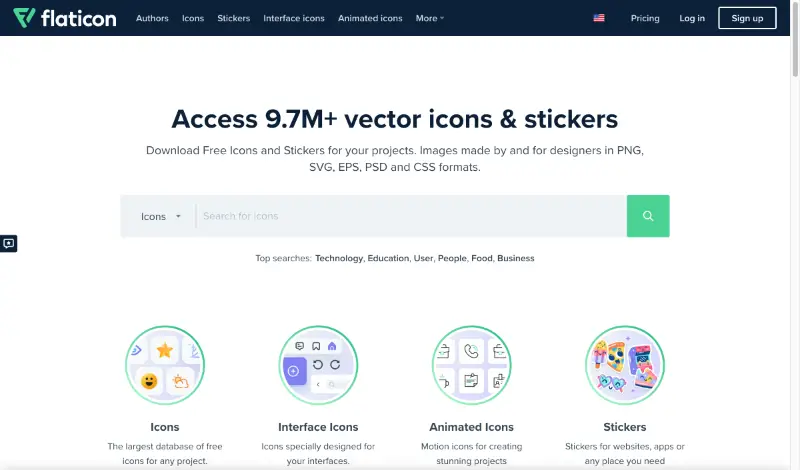 flaticon Authors Icons Stickers Interface icons Animated icons More Pricing Log in Sign up
Access 9.7M+ vector icons & stickers
Download Free Icons and Stickers for your projects. Images made by and for designers in PNG,
SVG, EPS, PSD and CSS formats.
Icons Search for icons
Top searches: Technology, Education, User, People, Food, Business
Icons
The largest database of free
icons for any project.
Interface Icons
Icons specially designed for
your interfaces.
Animated Icons
Motion icons for creating
stunning projects
Stickers
Stickers for websites, apps or
any place you need